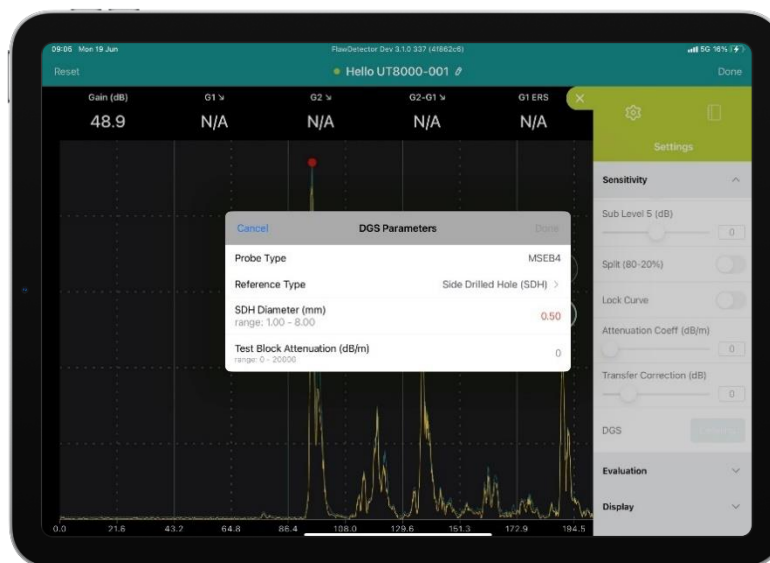 09:05 Mon 19 Jun
FlawDetector Dev 3.1.0 337 (41862c6)
5G 16%
Reset
Hello UT8000-001
Done
Gain (dB)
G1
G2
G2-G1
G1 ERS
48.9
N/A
N/A
N/A
N/A
Settings
Sensitivity
Sub Level 5 (dB)
0
Split (80-20%)
Lock Curve
Attenuation Coeff (dB/m)
0
Transfer Correction (dB)
0
DGS
Evaluation
Display
Cancel
DGS Parameters
Done
Probe Type
MSEB4
Reference Type
Side Drilled Hole (SDH)
SDH Diameter (mm)
range: 1.00 - 8.00
0.50
Test Block Attenuation (dB/m)
range: 0 - 20000
0
0.0
21.6
43.2
64.8
86.4
108.0
129.6
151.3
172.9
194.5